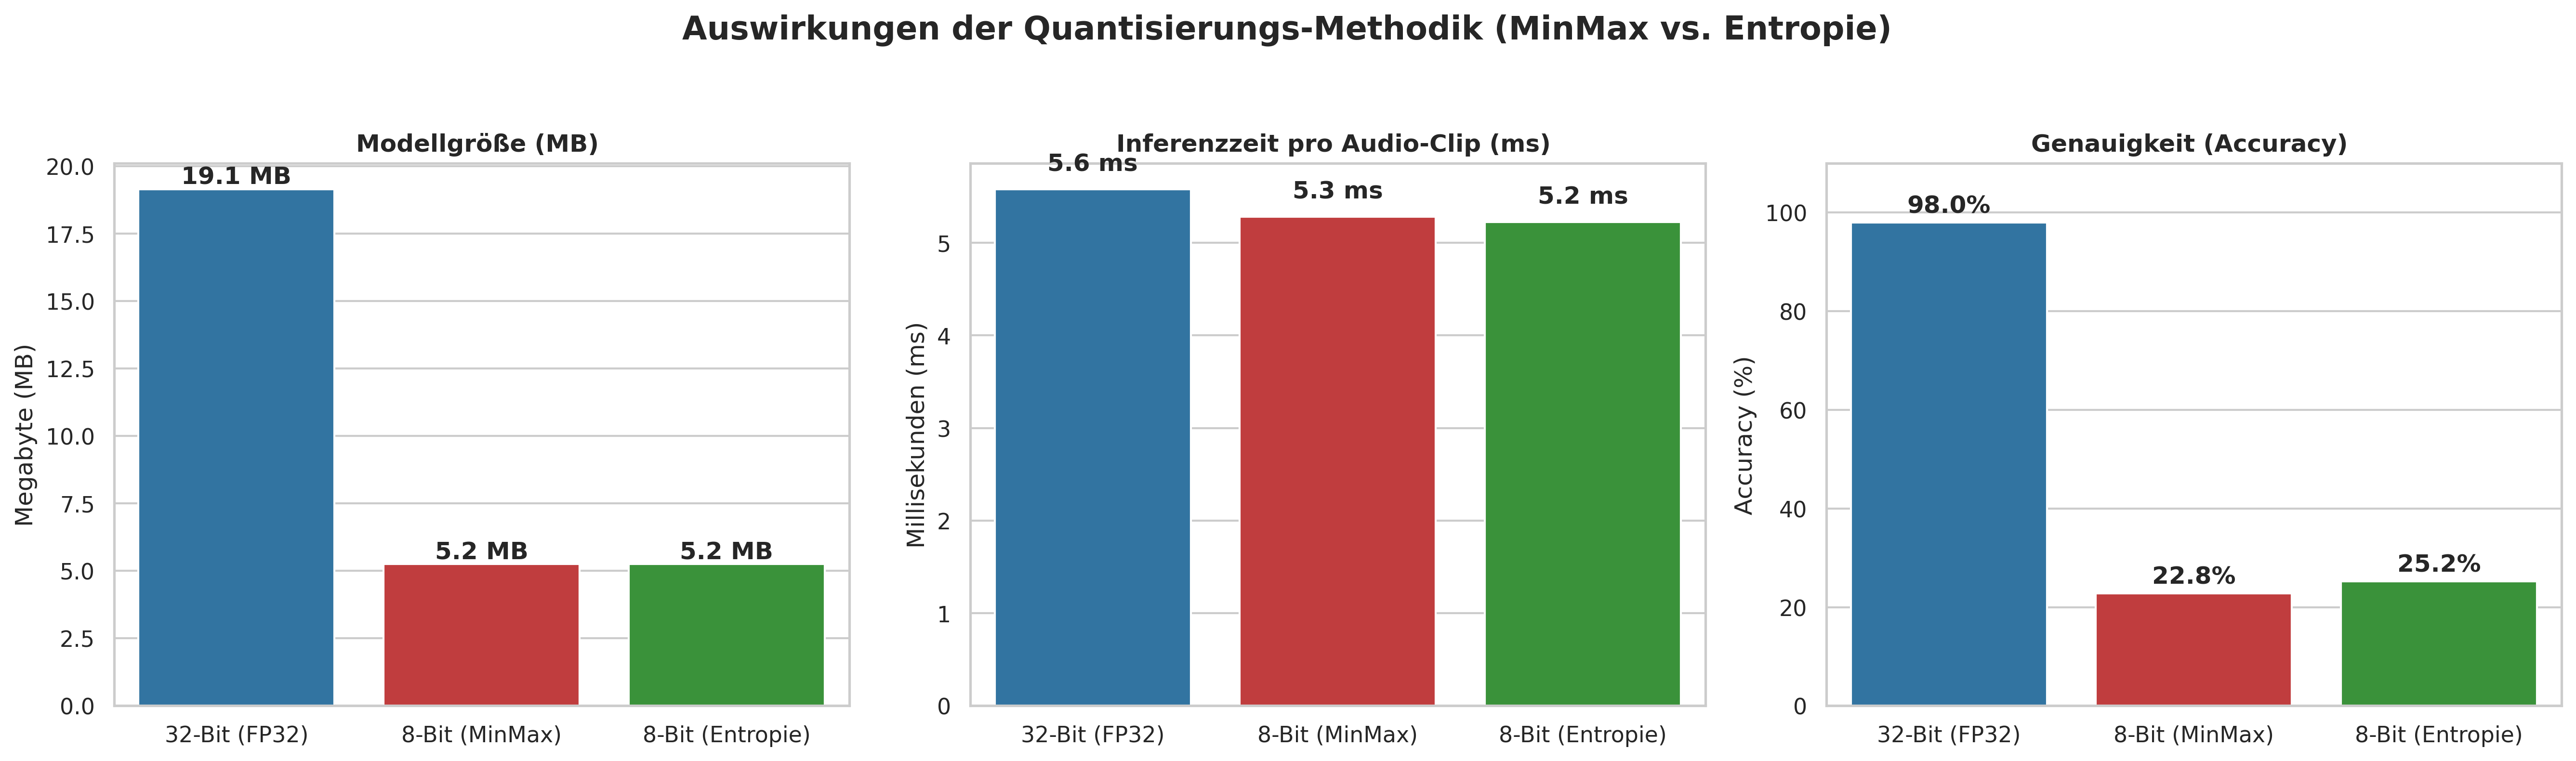 Auswirkungen der Quantisierungs-Methodik (MinMax vs. Entropie)
Modellgröße (MB)
Megabyte (MB)
20.0
17.5
15.0
12.5
10.0
7.5
5.0
2.5
0.0
19.1 MB
5.2 MB
5.2 MB
32-Bit (FP32)
8-Bit (MinMax)
8-Bit (Entropie)
Inferenzzeit pro Audio-Clip (ms)
Millisekunden (ms)
5
4
3
2
1
0
5.6 ms
5.3 ms
5.2 ms
32-Bit (FP32)
8-Bit (MinMax)
8-Bit (Entropie)
Genauigkeit (Accuracy)
Accuracy (%)
100
80
60
40
20
0
98.0%
22.8%
25.2%
32-Bit (FP32)
8-Bit (MinMax)
8-Bit (Entropie)